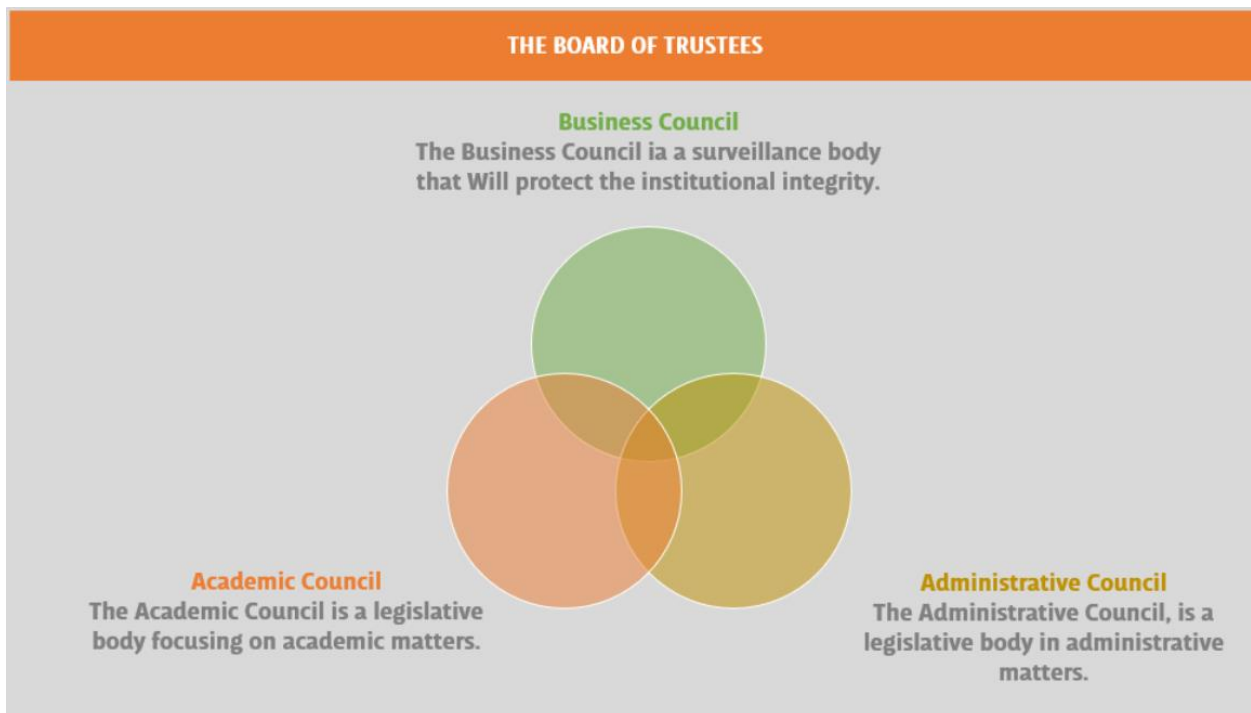 THE BOARD OF TRUSTEES
Business Council
The Business Council ia a surveillance body
that Will protect the institutional integrity.
Academic Council
The Academic Council is a legislative
body focusing on academic matters.
Administrative Council
The Administrative Council, is a
legislative body in administrative
matters.